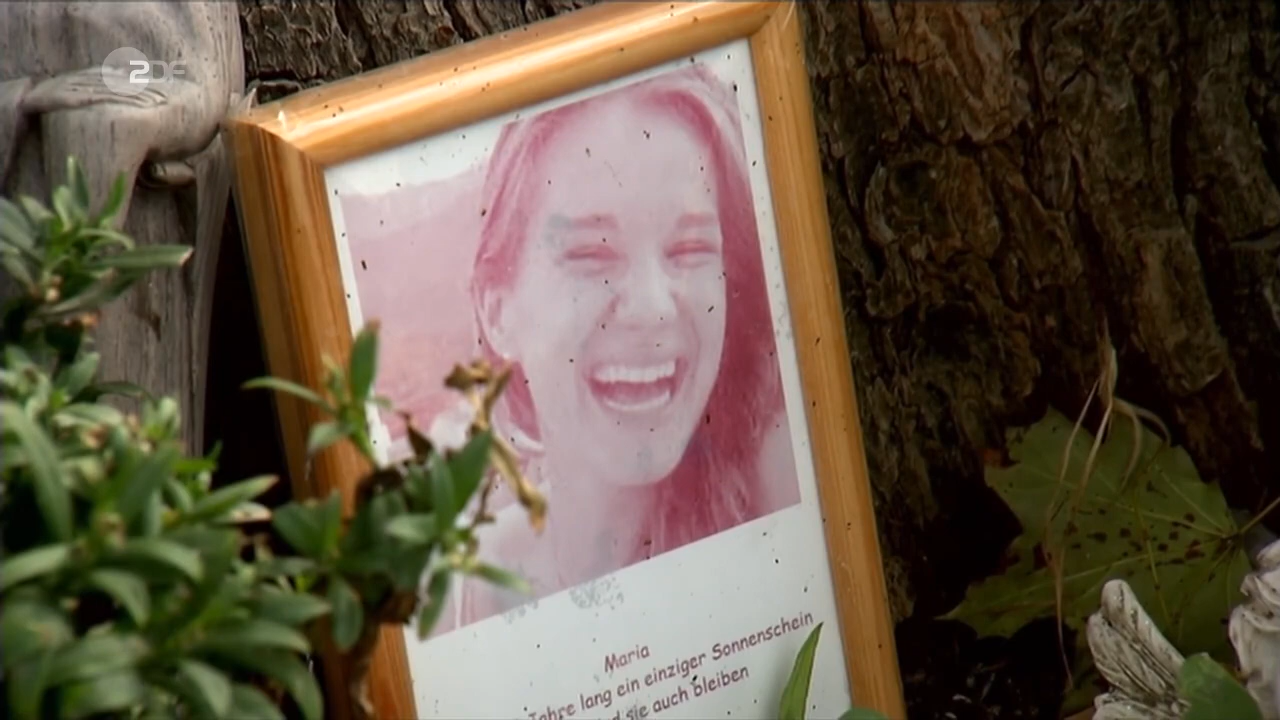 ZDF
Maria
Jahre lang ein einziger Sonnenschein
sie auch bleiben